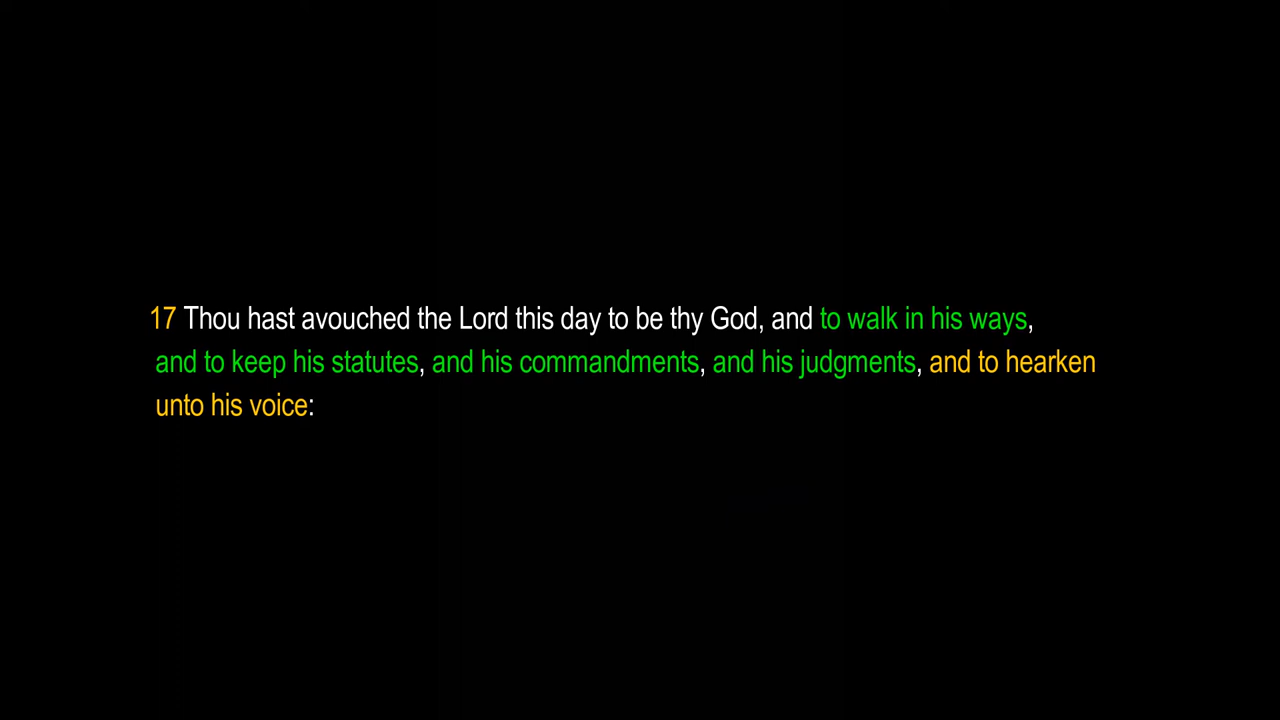 17 Thou hast avouched the Lord this day to be thy God, and to walk in his ways,
and to keep his statutes, and his commandments, and his judgments, and to hearken
unto his voice: